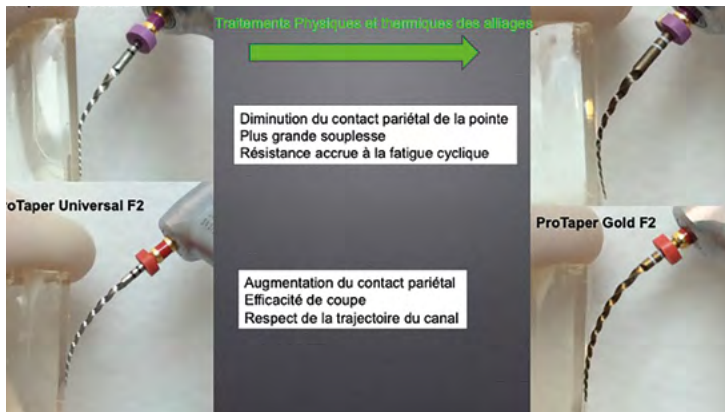 Traitements Physiques et thermiques des alliages
Diminution du contact pariétal de la pointe
Plus grande souplesse
Résistance accrue à la fatigue cyclique
roTaper Universal F2
ProTaper Gold F2
Augmentation du contact pariétal
Efficacité de coupe
Respect de la trajectoire du canal